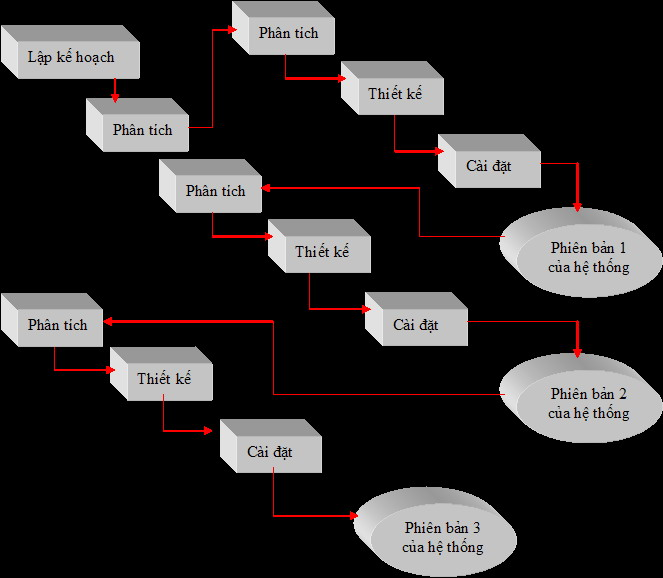 Lập kế hoạch
Phân tích
Phân tích
Thiết kế
Cài đặt
Phiên bản 1
của hệ thống
Phân tích
Thiết kế
Cài đặt
Phiên bản 2
của hệ thống
Phân tích
Thiết kế
Cài đặt
Phiên bản 3
của hệ thống